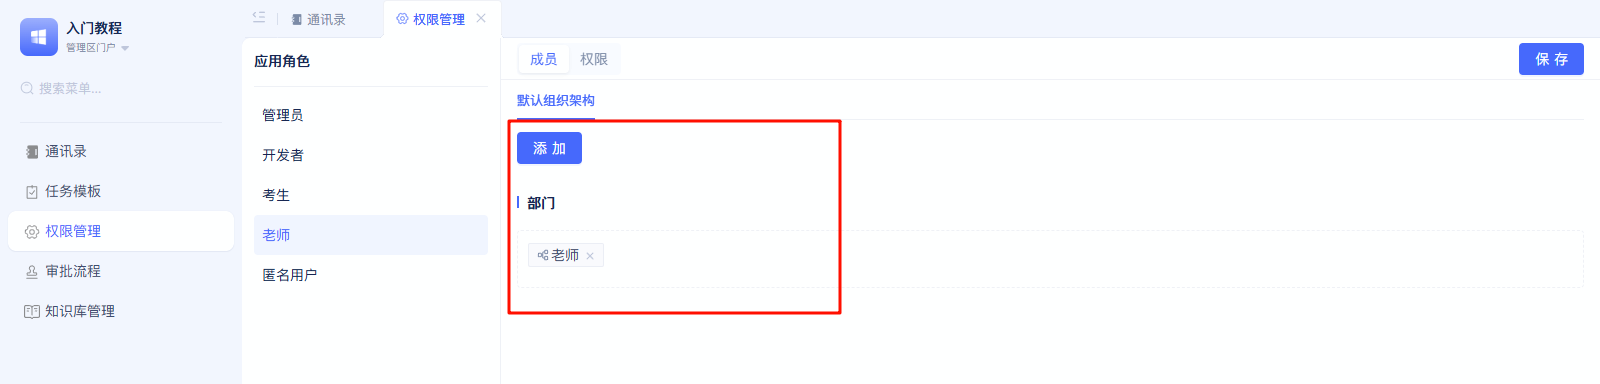 入门教程
管理区门户
搜索菜单...
通讯录
任务模板
权限管理
审批流程
知识库管理
通讯录
权限管理
应用角色
管理员
开发者
考生
老师
匿名用户
成员
权限
保存
默认组织架构
添加
部门
老师